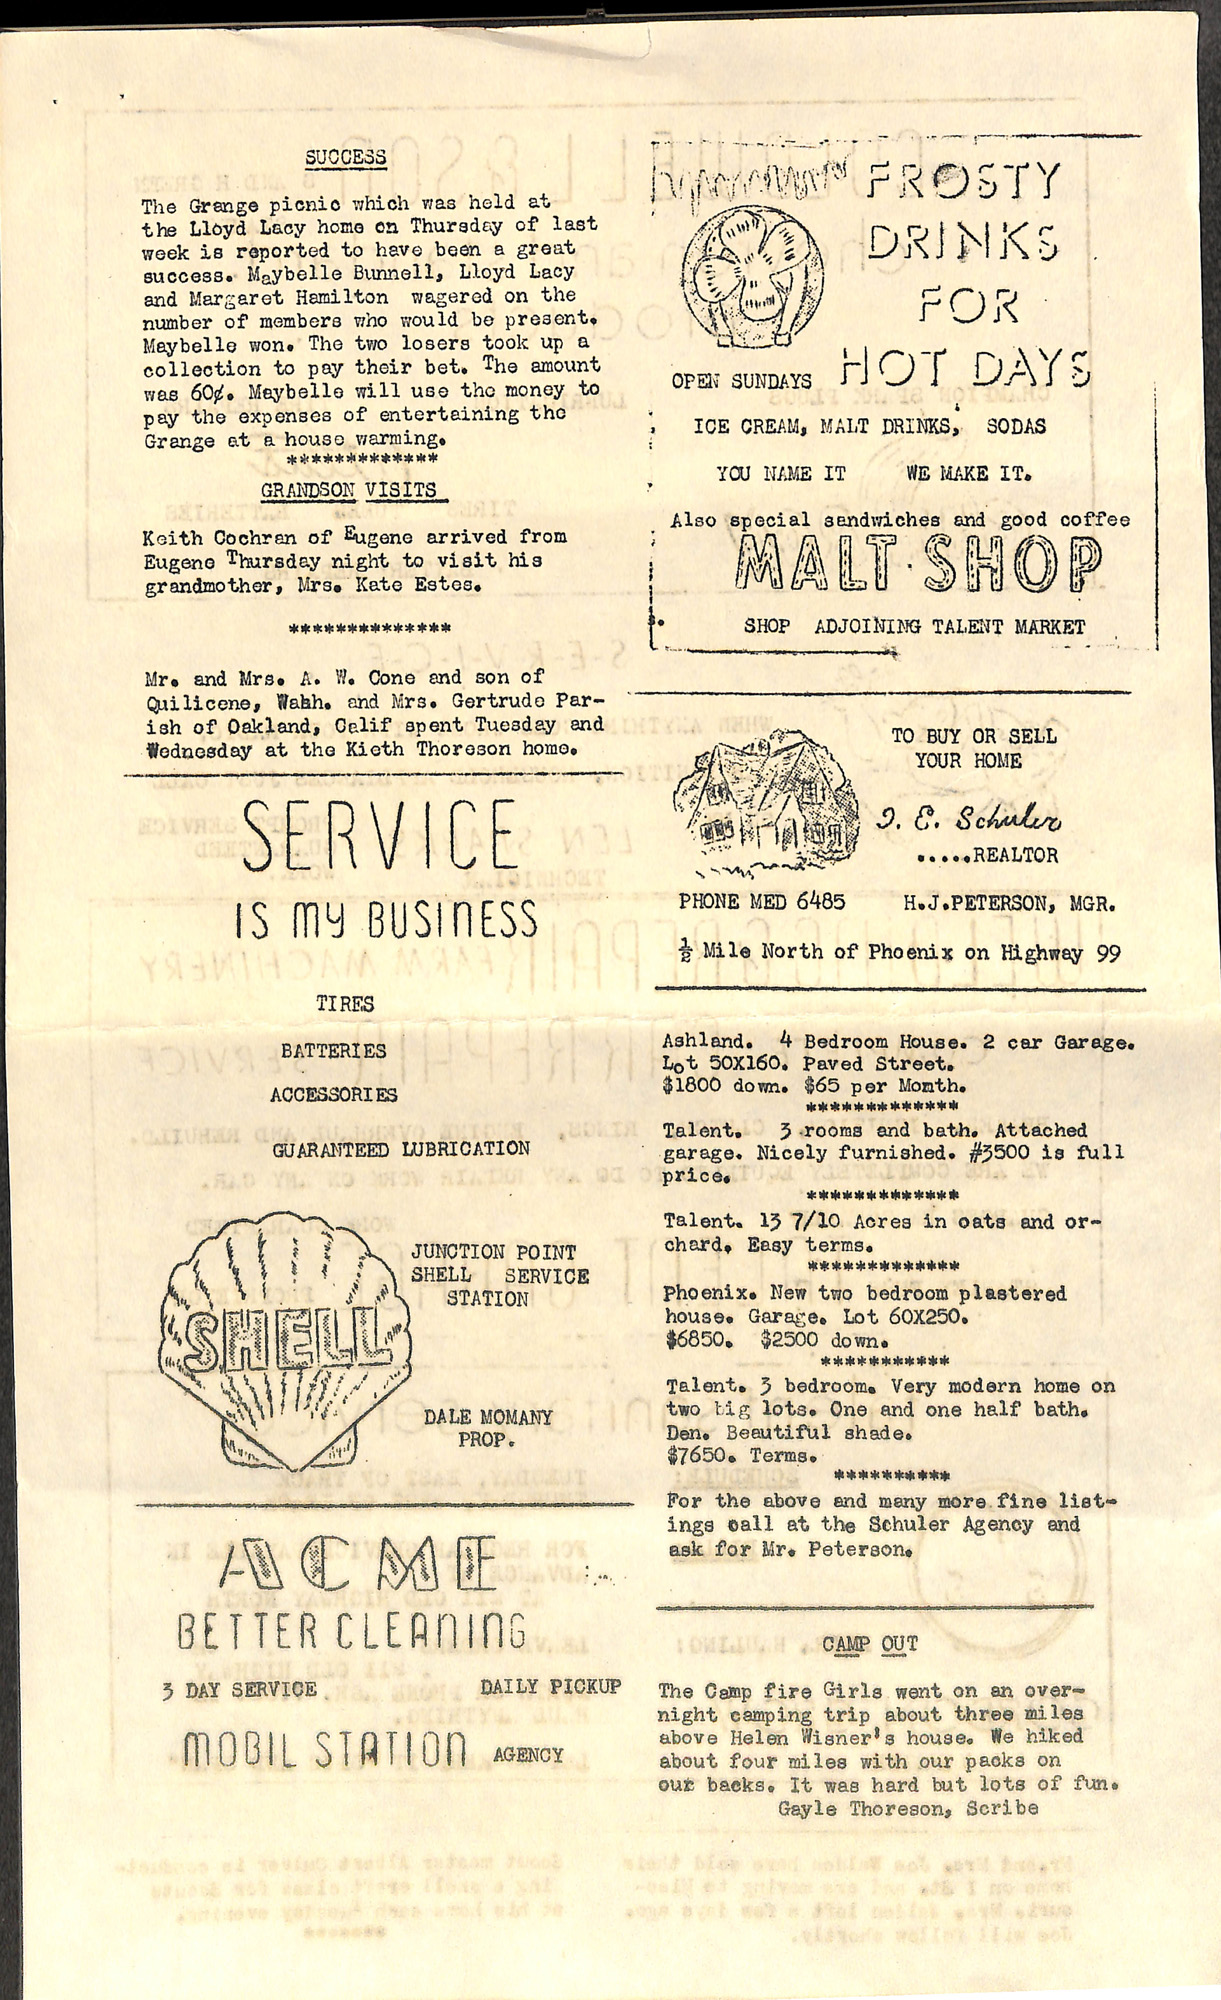 SUCCESS
The Grange picnic which was held at
the Lloyd Lacy home on Thursday of last
week is reported to have been a great
success. Maybelle Bunnell, Lloyd Lacy
and Margaret Hamilton wagered on the
number of members who would be present.
Maybelle won. The two losers took up a
collection to pay their bet. The amount
was 60¢. Maybelle will use the money to
pay the expenses of entertaining the
Grange at a house warming.
*************
GRANDSON VISITS
Keith Cochran of Eugene arrived from
Eugene Thursday night to visit his
grandmother, Mrs. Kate Estes.
**************
Mr. and Mrs. A. W. Cone and son of
Quilicene, Wahh. and Mrs. Gertrude Par-
ish of Oakland, Calif spent Tuesday and
Wednesday at the Kieth Thoreson home.
SERVICE
IS MY BUSINESS
TIRES
BATTERIES
ACCESSORIES
GUARANTEED LUBRICATION
SHELL
JUNCTION POINT
SHELL SERVICE
STATION
DALE MOMANY
PROP.
ACME
BETTER CLEANING
3 DAY SERVICE DAILY PICKUP
MOBIL STATION AGENCY
FROSTY
DRINKS
FOR
HOT DAYS
OPEN SUNDAYS
ICE CREAM, MALT DRINKS, SODAS
YOU NAME IT WE MAKE IT.
Also special sandwiches and good coffee
MALT SHOP
SHOP ADJOINING TALENT MARKET
TO BUY OR SELL
YOUR HOME
I. E. Schuler
.....REALTOR
PHONE MED 6485 H.J.PETERSON, MGR.
½ Mile North of Phoenix on Highway 99
Ashland. 4 Bedroom House. 2 car Garage.
Lot 50X160. Paved Street.
$1800 down. $65 per Month.
*************
Talent. 3 rooms and bath. Attached
garage. Nicely furnished. #3500 is full
price.
*************
Talent. 13 7/10 Acres in oats and or-
chard. Easy terms.
*************
Phoenix. New two bedroom plastered
house. Garage. Lot 60X250.
$6850. $2500 down.
***********
Talent. 3 bedroom. Very modern home on
two big lots. One and one half bath.
Den. Beautiful shade.
$7650. Terms.
**********
For the above and many more fine list-
ings call at the Schuler Agency and
ask for Mr. Peterson.
CAMP OUT
The Camp fire Girls went on an over-
night camping trip about three miles
above Helen Wisner's house. We hiked
about four miles with our packs on
our backs. It was hard but lots of fun.
Gayle Thoreson, Scribe